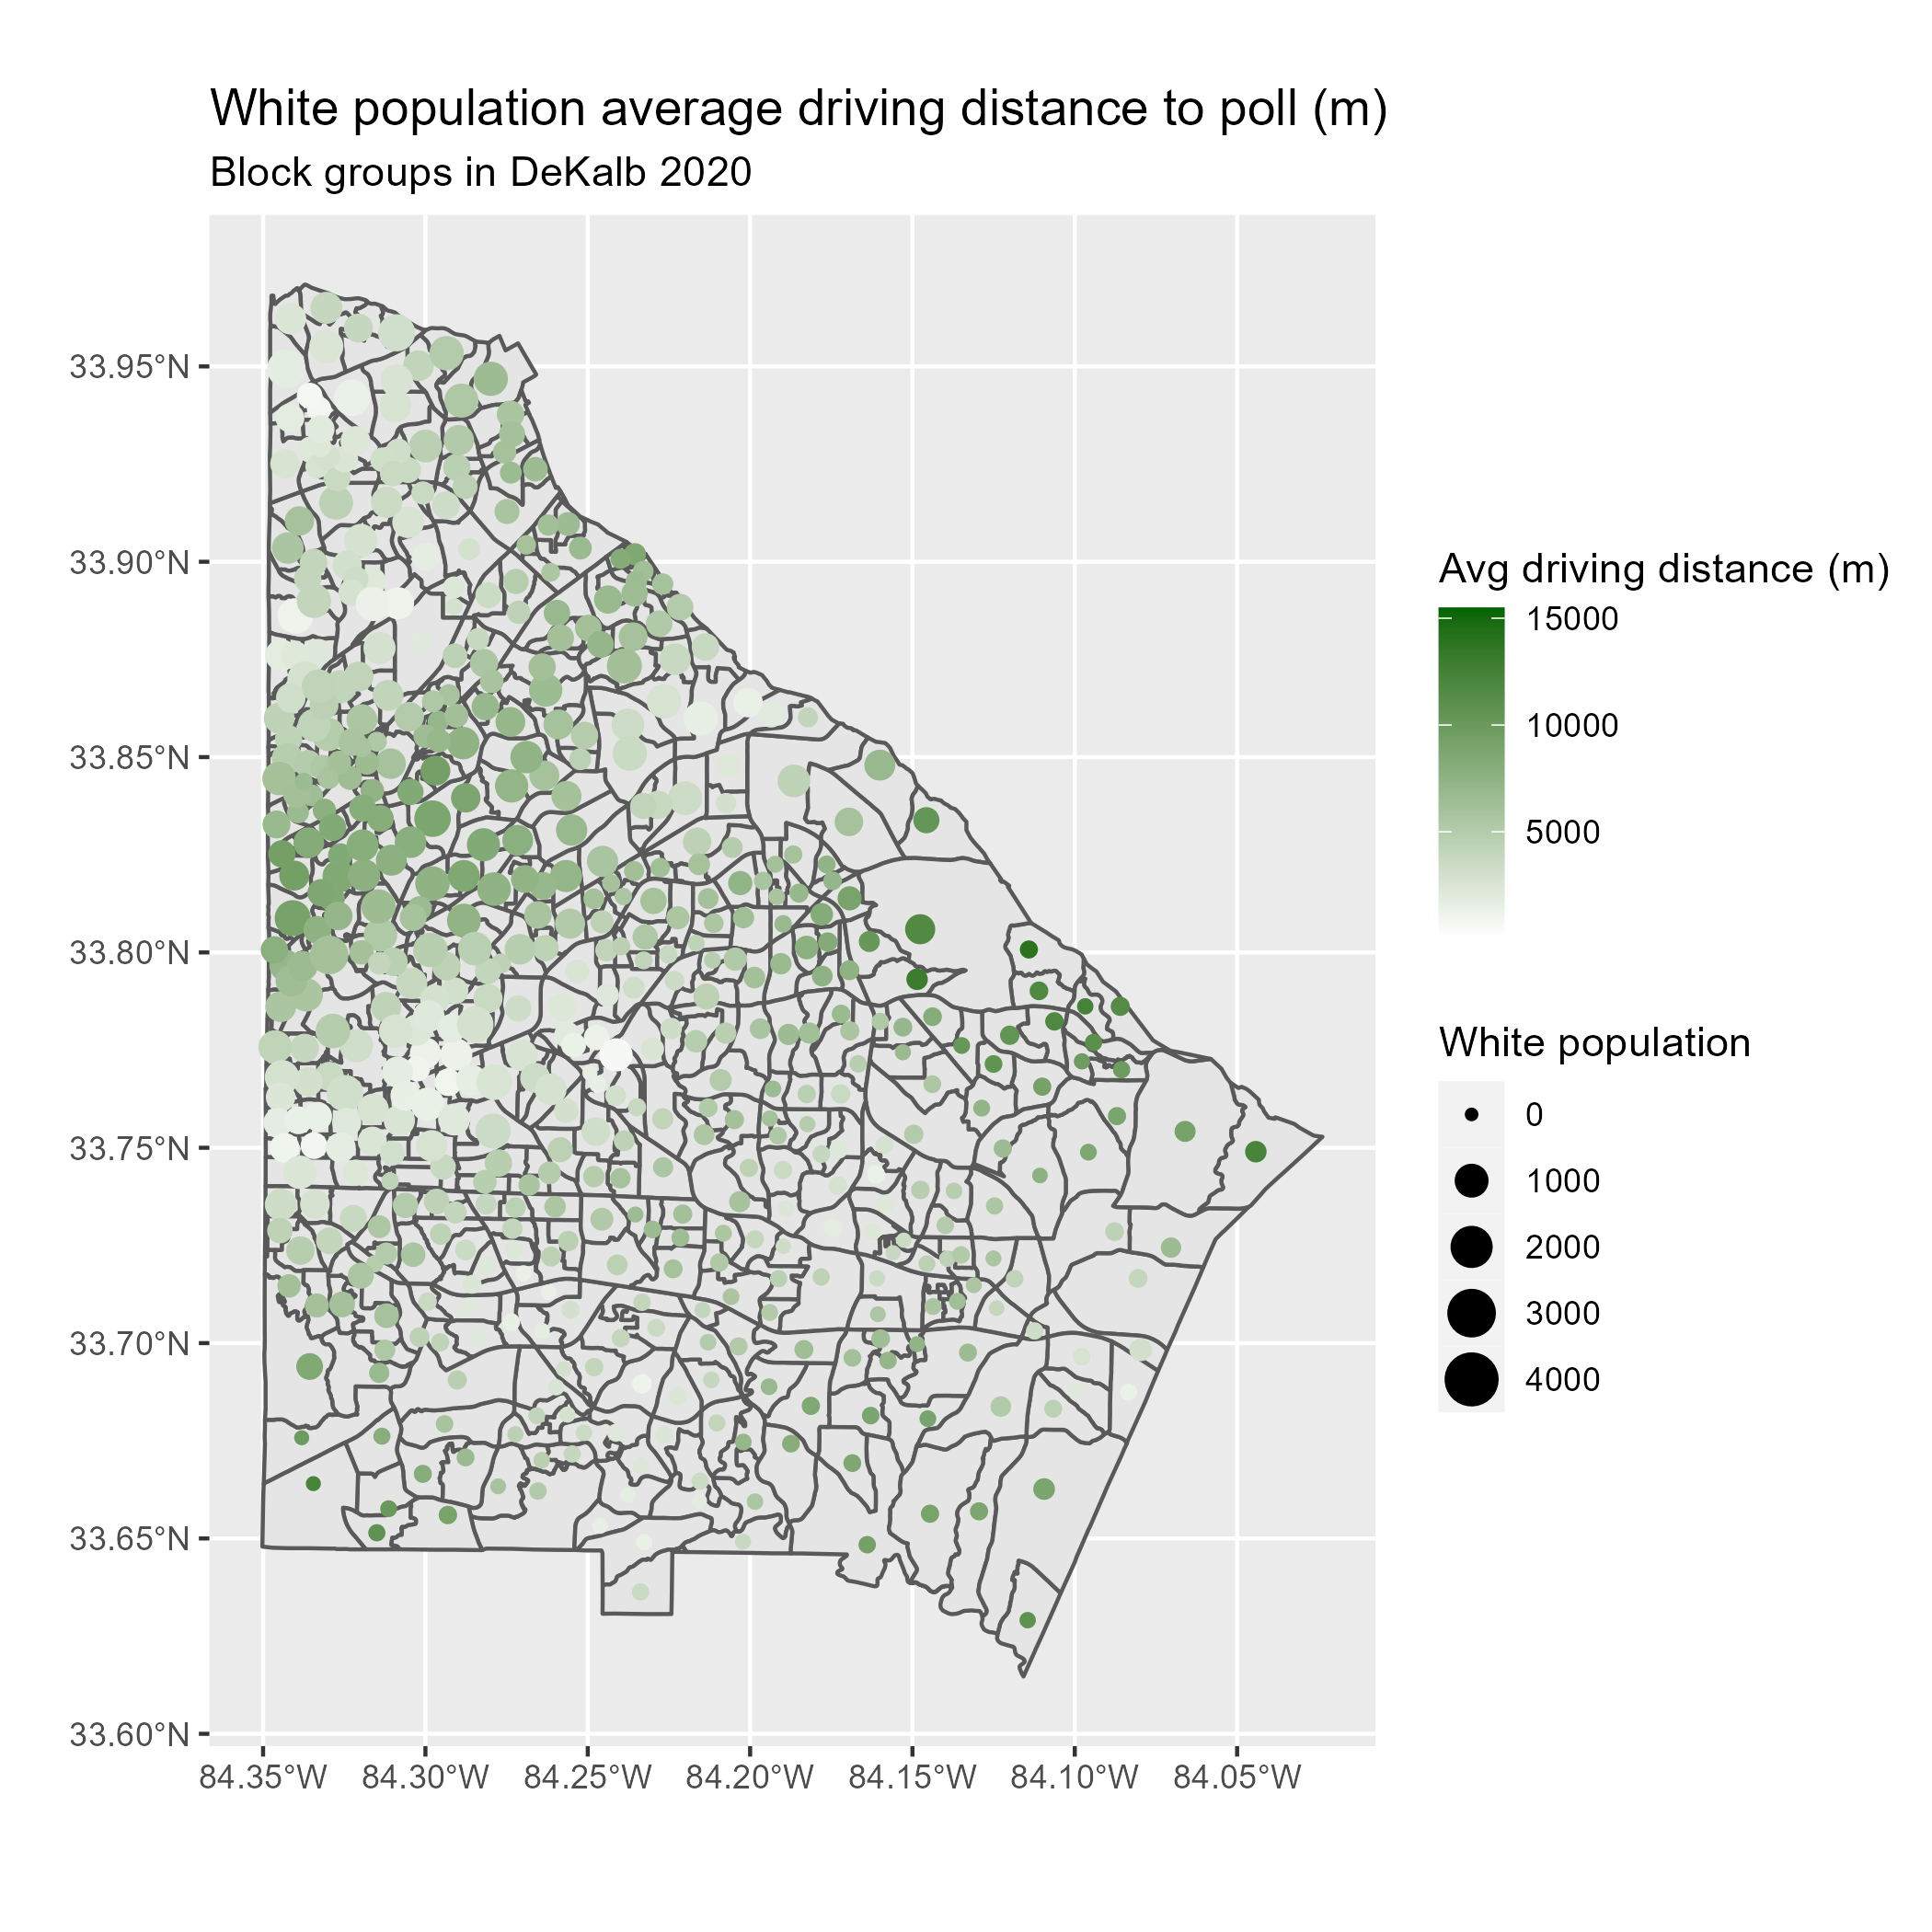 White population average driving distance to poll (m)
Block groups in DeKalb 2020
33.95°N
33.90°N
33.85°N
33.80°N
33.75°N
33.70°N
33.65°N
33.60°N
84.35°W
84.30°W
84.25°W
84.20°W
84.15°W
84.10°W
84.05°W
Avg driving distance (m)
15000
10000
5000
White population
0
1000
2000
3000
4000